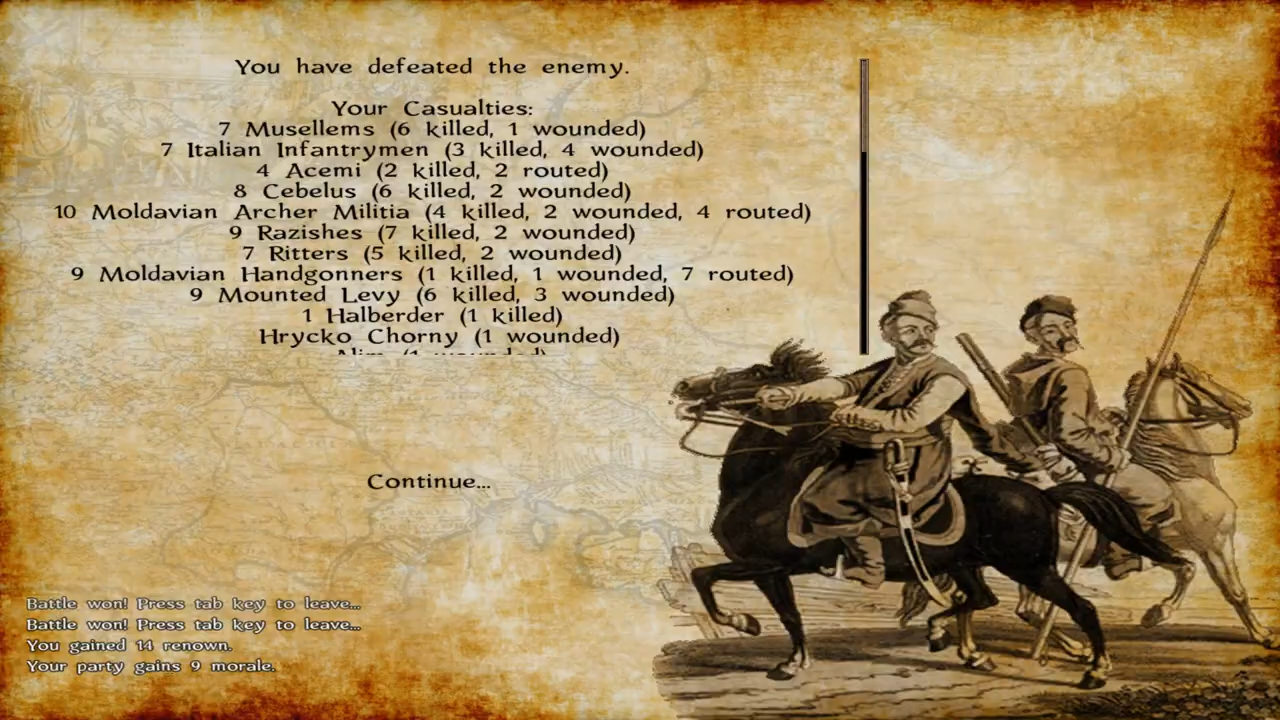 You have defeated the enemy.
Your Casualties:
7 Musellems (6 killed, 1 wounded)
7 Italian Infantrymen (3 killed, 4 wounded)
4 Acemi (2 killed, 2 routed)
8 Cebelus (6 killed, 2 wounded)
10 Moldavian Archer Militia (4 killed, 2 wounded, 4 routed)
9 Razishes (7 killed, 2 wounded)
7 Ritters (5 killed, 2 wounded)
9 Moldavian Handgonners (1 killed, 1 wounded, 7 routed)
9 Mounted Levy (6 killed, 3 wounded)
1 Halberder (1 killed)
Hrycko Chorny (1 wounded)
(1 wounded)
Continue...
Battle won! Press tab key to leave...
Battle won! Press tab key to leave...
You gained 14 renown.
Your party gains 9 morale.